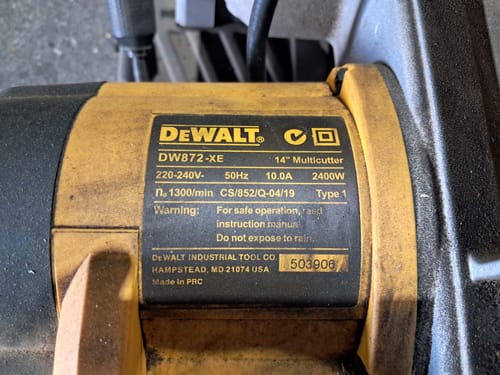 DEWALT®
DW872-XE 14" Multicutter
220-240V~ 50Hz 10.0A 2400W
n₀ 1300/min CS/852/Q-04/19 Type 1
Warning: For safe operation, read
instruction manual
Do not expose to rain.
DeWALT INDUSTRIAL TOOL CO.
HAMPSTEAD, MD 21074 USA
503906
Made in PRC